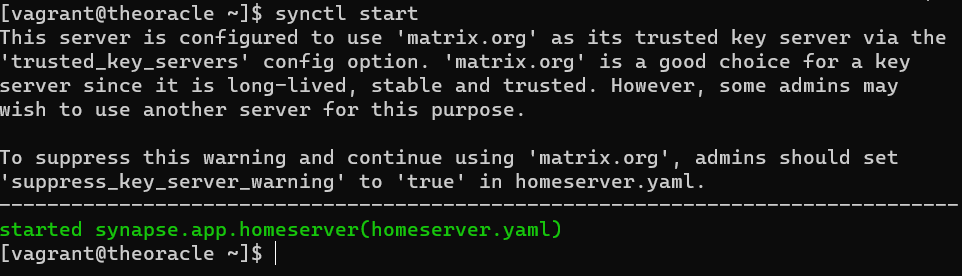 [vagrant@theoracle ~]$ synctl start
This server is configured to use 'matrix.org' as its trusted key server via the
'trusted_key_servers' config option. 'matrix.org' is a good choice for a key
server since it is long-lived, stable and trusted. However, some admins may
wish to use another server for this purpose.

To suppress this warning and continue using 'matrix.org', admins should set
'suppress_key_server_warning' to 'true' in homeserver.yaml.
--------------------------------------------------------------------------------
started synapse.app.homeserver(homeserver.yaml)
[vagrant@theoracle ~]$